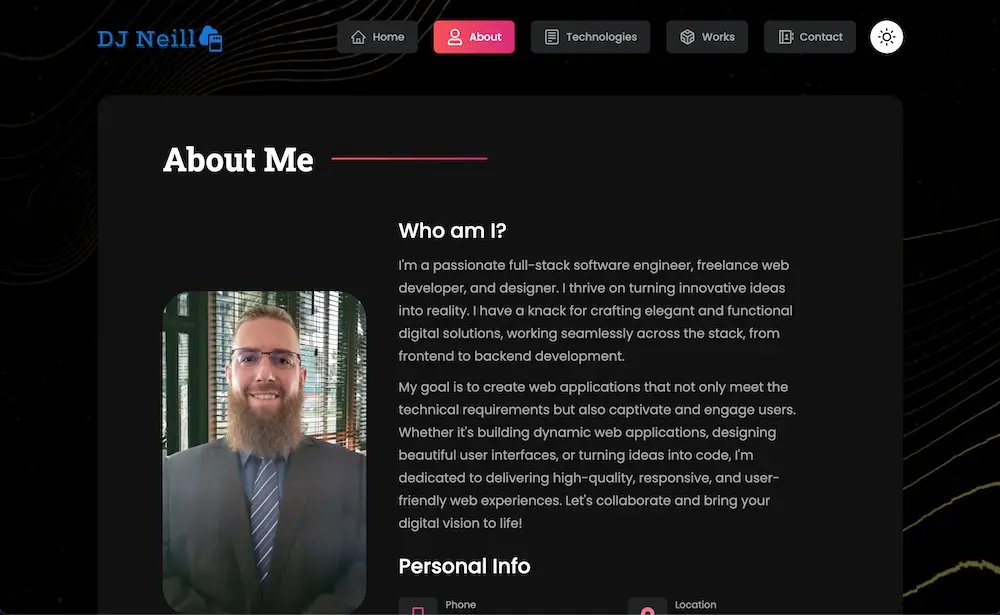 DJ Neill
Home
About
Technologies
Works
Contact
About Me
Who am I?
I'm a passionate full-stack software engineer, freelance web
developer, and designer. I thrive on turning innovative ideas
into reality. I have a knack for crafting elegant and functional
digital solutions, working seamlessly across the stack, from
frontend to backend development.
My goal is to create web applications that not only meet the
technical requirements but also captivate and engage users.
Whether it's building dynamic web applications, designing
beautiful user interfaces, or turning ideas into code, I'm
dedicated to delivering high-quality, responsive, and user-
friendly web experiences. Let's collaborate and bring your
digital vision to life!
Personal Info
Phone
Location